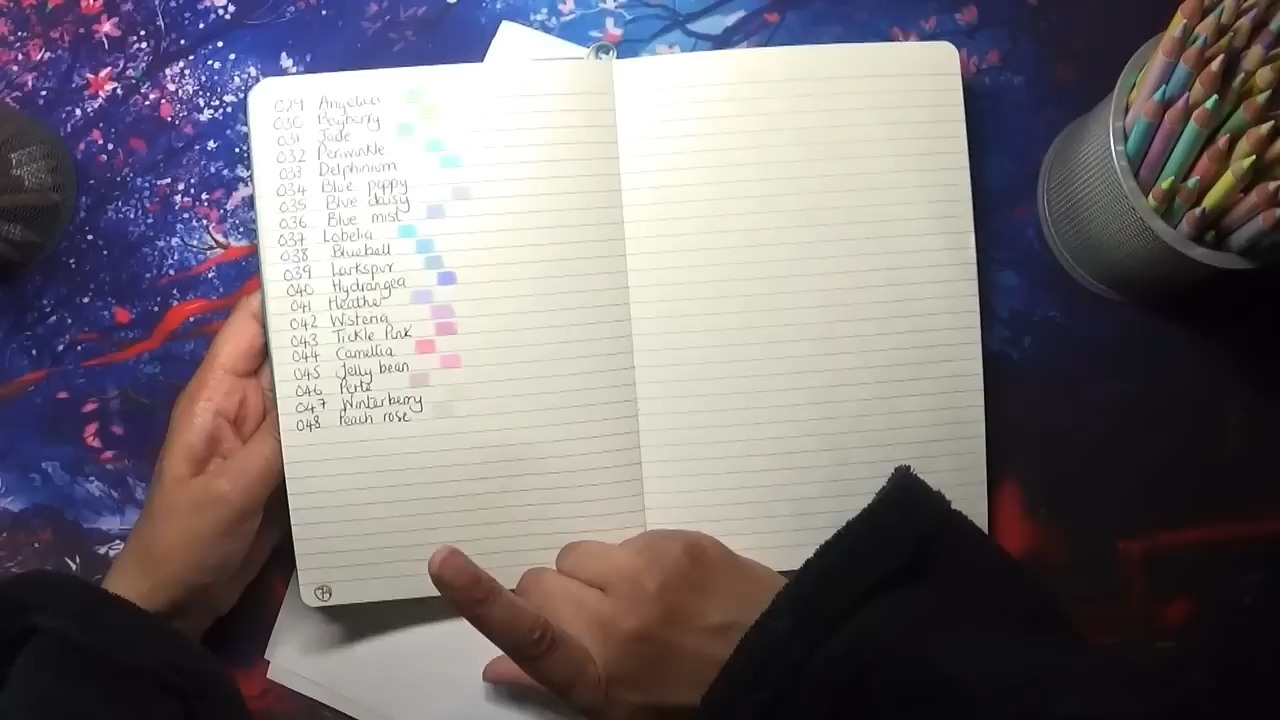 029 Angelica
030 Bayberry
031 Jade
032 Periwinkle
033 Delphinium
034 Blue poppy
035 Blue daisy
036 Blue mist
037 Lobelia
038 Bluebell
039 Larkspur
040 Hydrangea
041 Heather
042 Wisteria
043 Tickle Pink
044 Camellia
045 Jelly bean
046
047 Winterberry
048 Peach rose